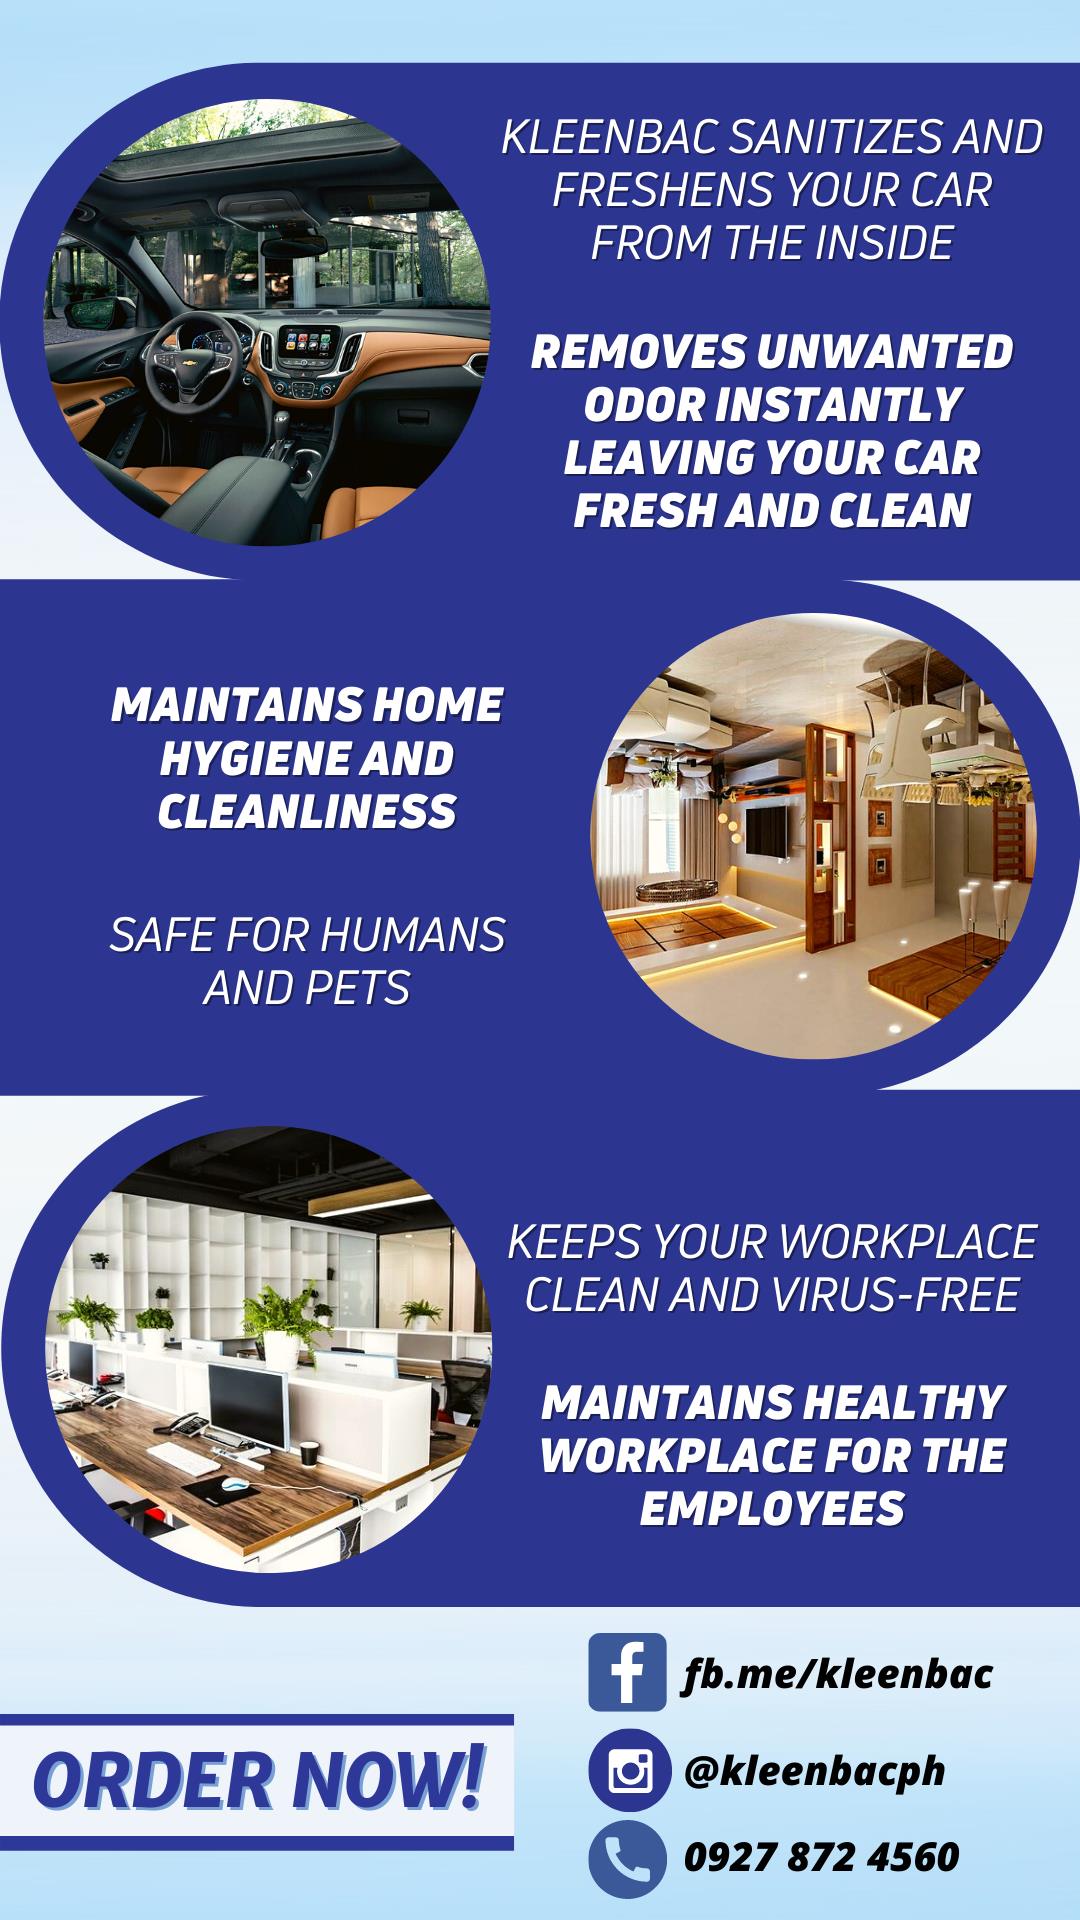 KLEENBAC SANITIZES AND
FRESHENS YOUR CAR
FROM THE INSIDE
REMOVES UNWANTED
ODOR INSTANTLY
LEAVING YOUR CAR
FRESH AND CLEAN
MAINTAINS HOME
HYGIENE AND
CLEANLINESS
SAFE FOR HUMANS
AND PETS
KEEPS YOUR WORKPLACE
CLEAN AND VIRUS-FREE
MAINTAINS HEALTHY
WORKPLACE FOR THE
EMPLOYEES
ORDER NOW!
fb.me/kleenbac
@kleenbacph
0927 872 4560